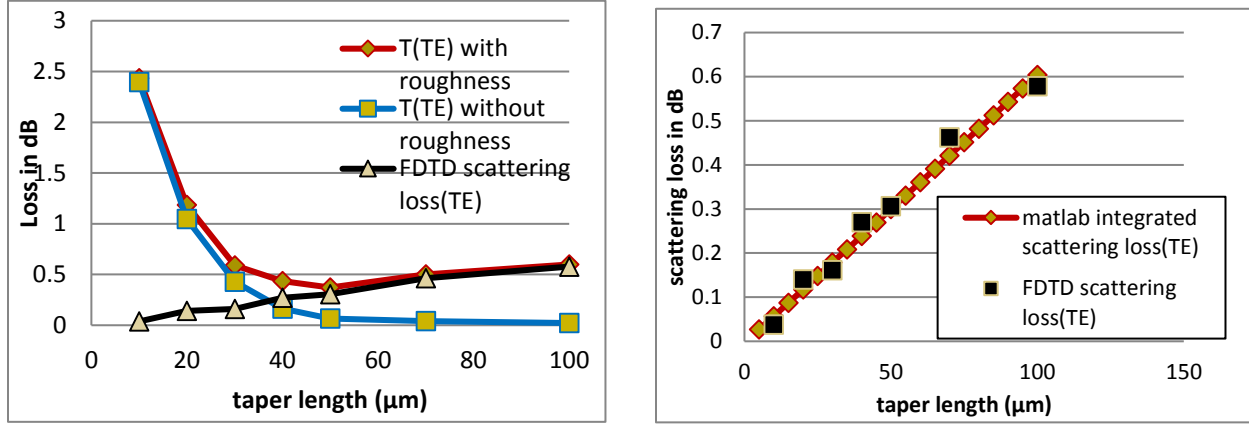 3
2.5
2
1.5
1
0.5
0
Loss in dB
T(TE) with
roughness
T(TE) without
roughness
FDTD scattering
loss(TE)
0 20 40 60 80 100
taper length (µm)
0.7
0.6
0.5
0.4
0.3
0.2
0.1
0
scattering loss in dB
matlab integrated
scattering loss(TE)
FDTD scattering
loss(TE)
0 50 100 150
taper length (µm)